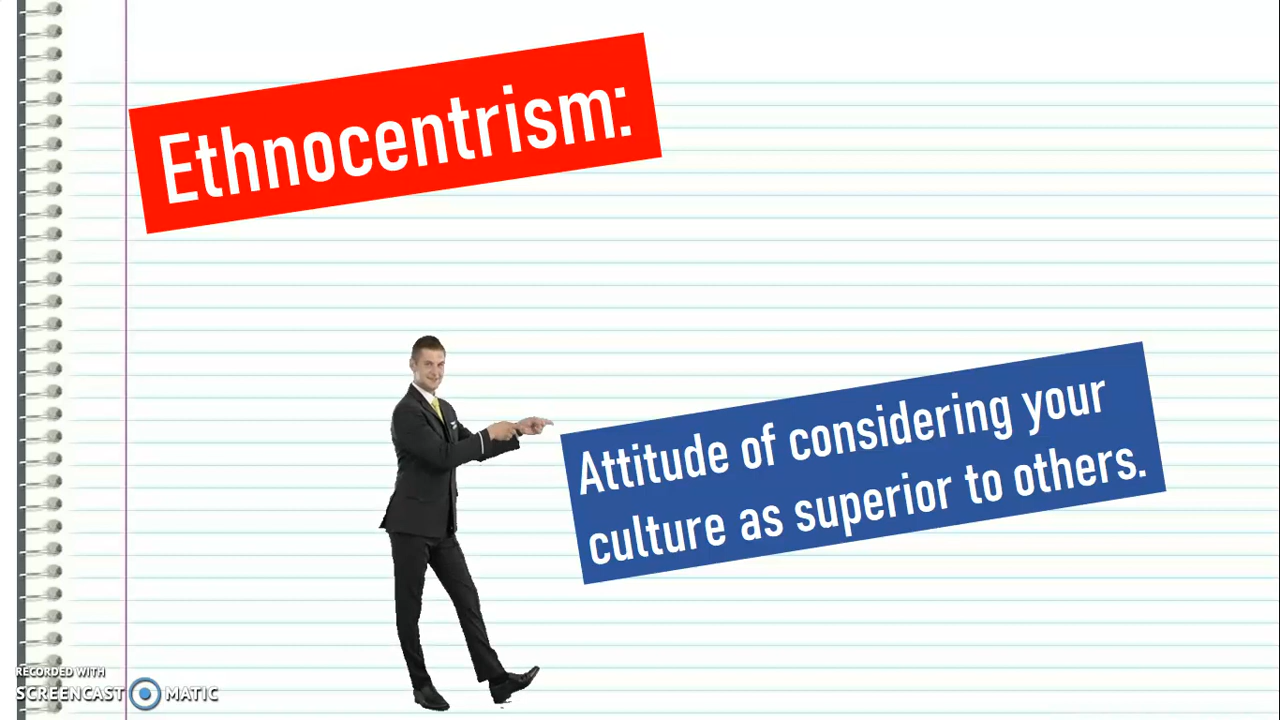 Ethnocentrism:
Attitude of considering your
culture as superior to others.
RECORDED WITH
SCREENCAST MATIC